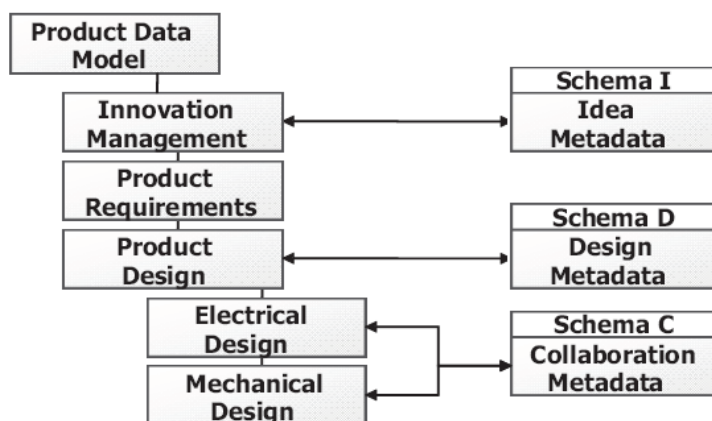 Product Data
Model
Innovation
Management
Schema I
Idea
Metadata
Product
Requirements
Product
Design
Schema D
Design
Metadata
Electrical
Design
Mechanical
Design
Schema C
Collaboration
Metadata